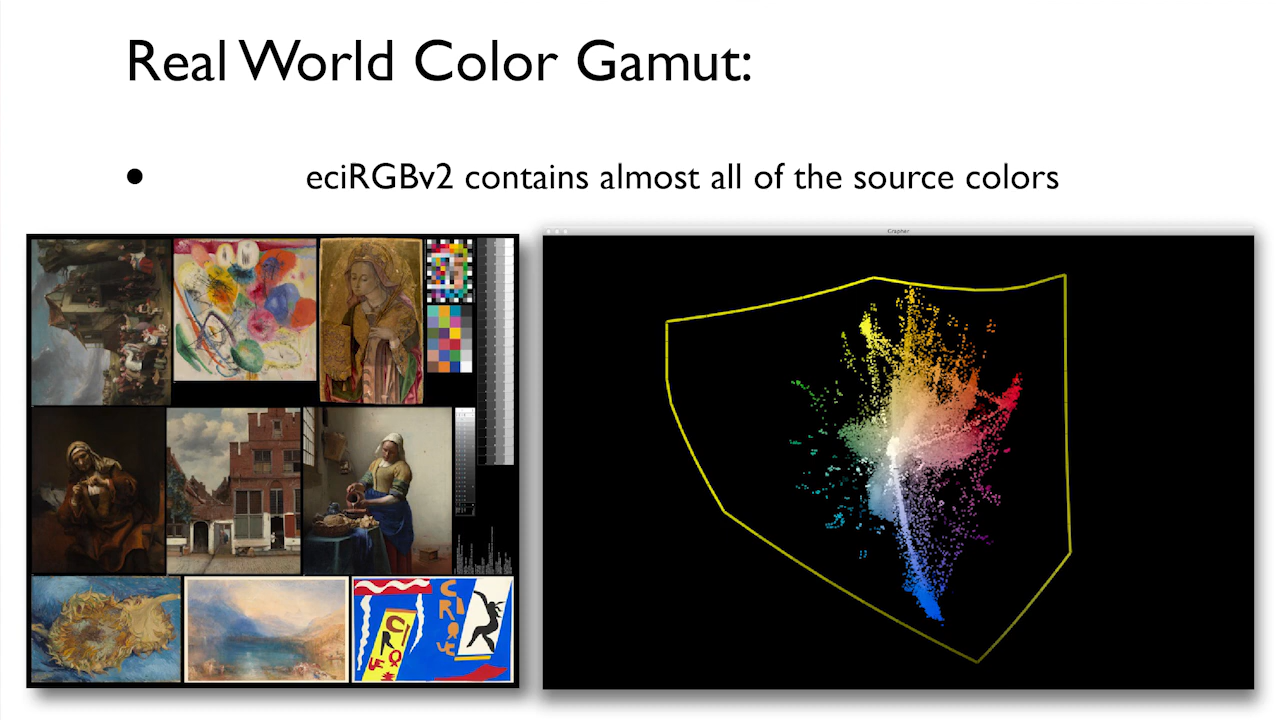 Real World Color Gamut:
• eciRGBv2 contains almost all of the source colors
Grapher